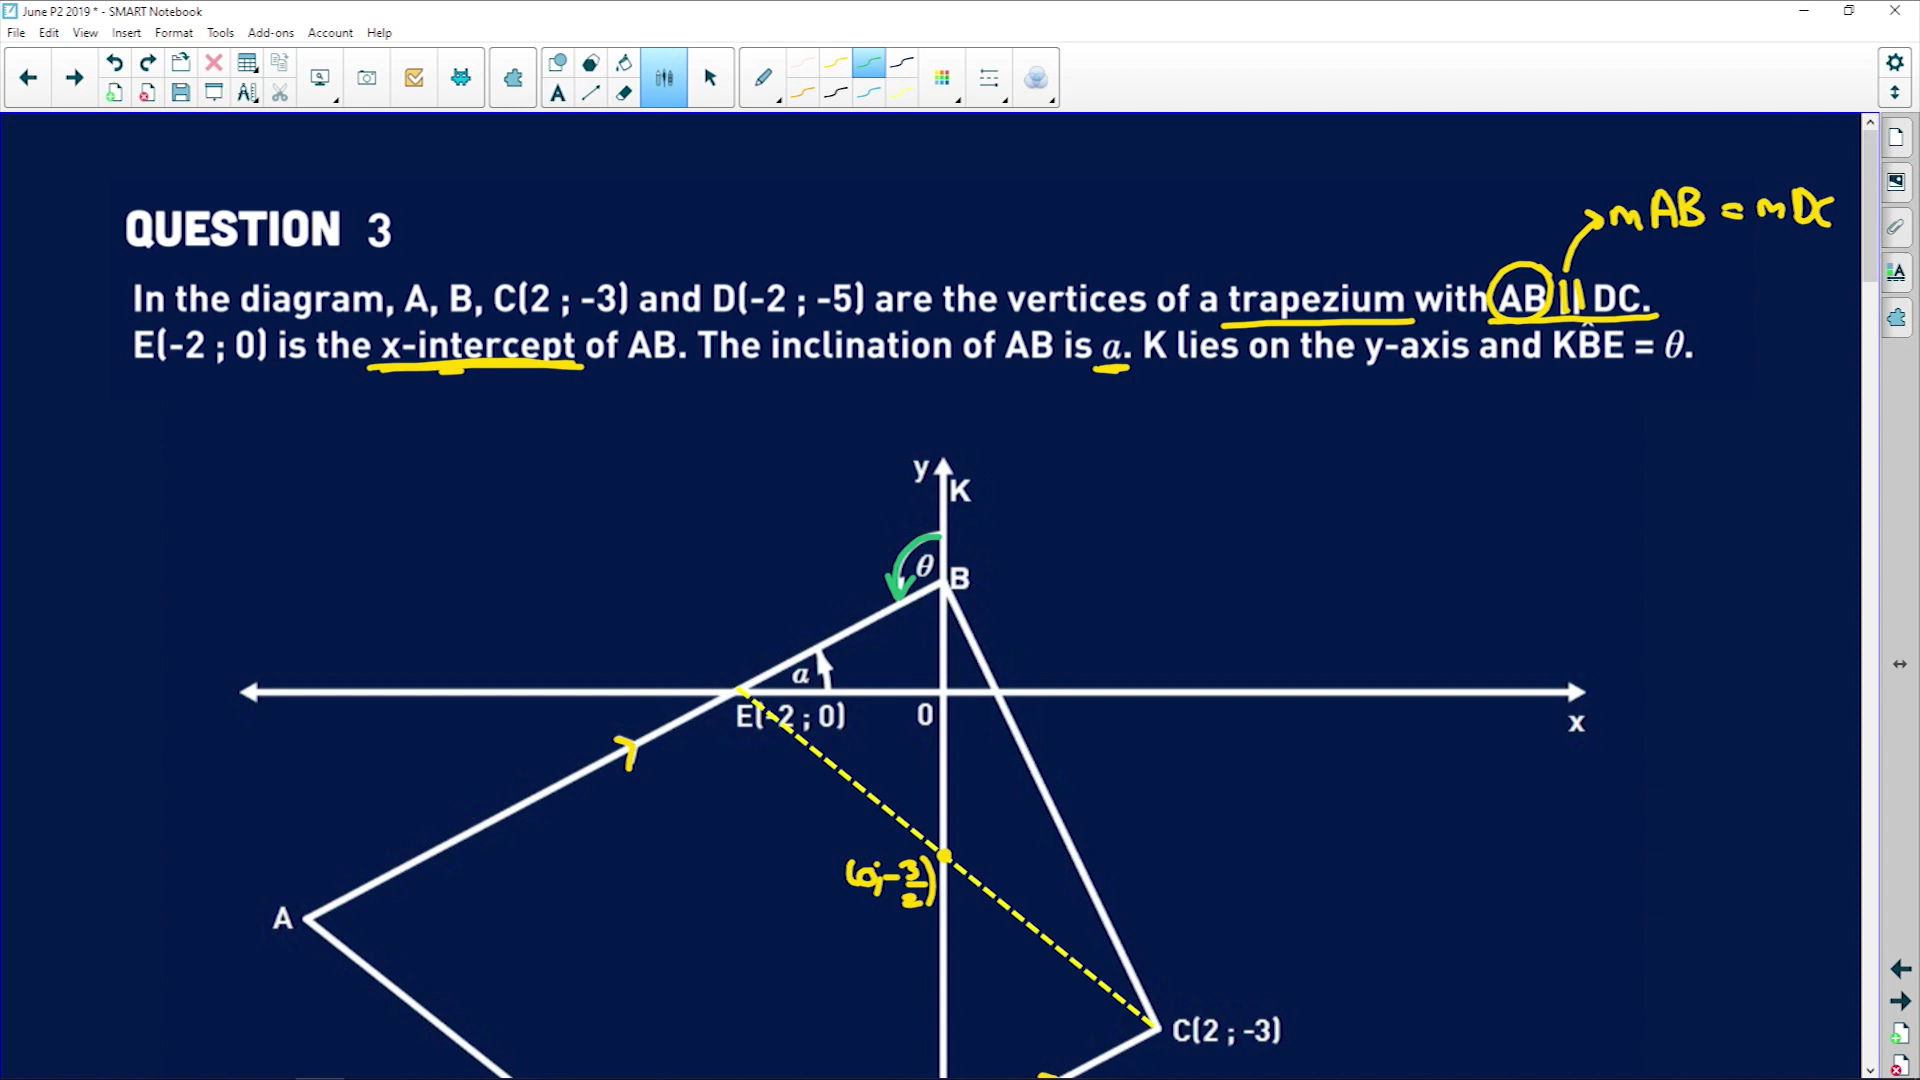 June P2 2019 * - SMART Notebook
File Edit View Insert Format Tools Add-ons Account Help
mAB = mDC
QUESTION 3
In the diagram, A, B, C(2 ; -3) and D(-2 ; -5) are the vertices of a trapezium with AB || DC.
E(-2 ; 0) is the x-intercept of AB. The inclination of AB is α. K lies on the y-axis and KB̂E = θ.
y
K
θ
B
α
E(-2 ; 0)
0
x
(0;-3/2)
A
C(2 ; -3)